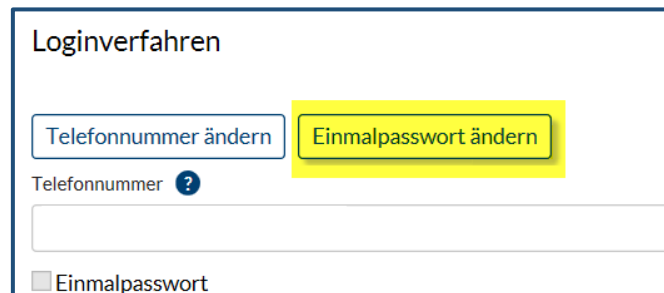 Loginverfahren
Telefonnummer ändern Einmalpasswort ändern
Telefonnummer ?
Einmalpasswort